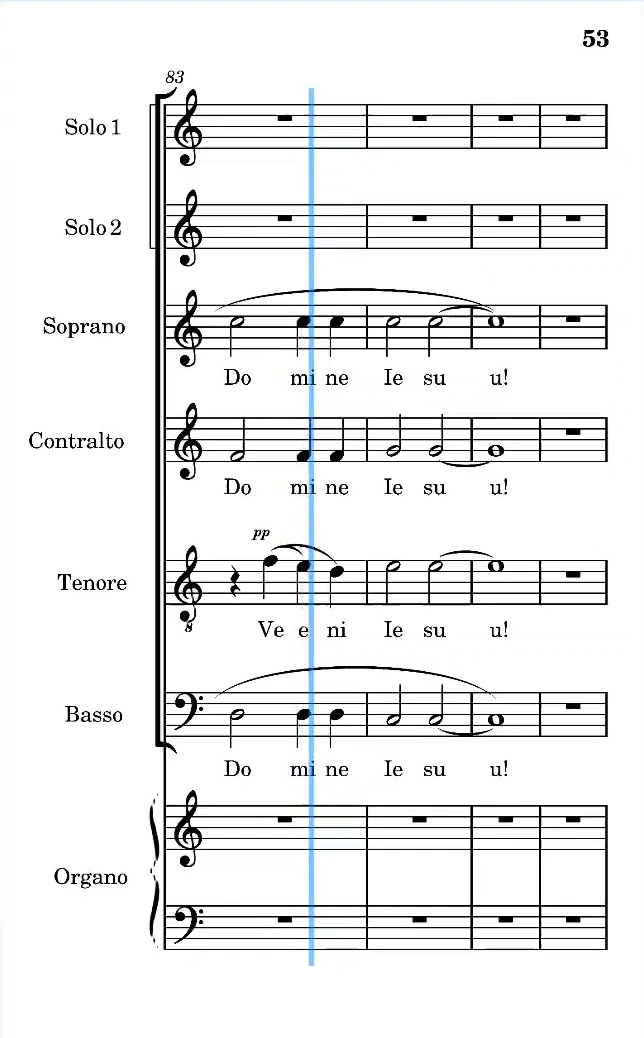 53
83
Solo 1
Solo 2
Soprano
Do mi ne Ie su u!
Contralto
Do mi ne Ie su u!
pp
Tenore
8
Ve e ni Ie su u!
Basso
Do mi ne Ie su u!
Organo